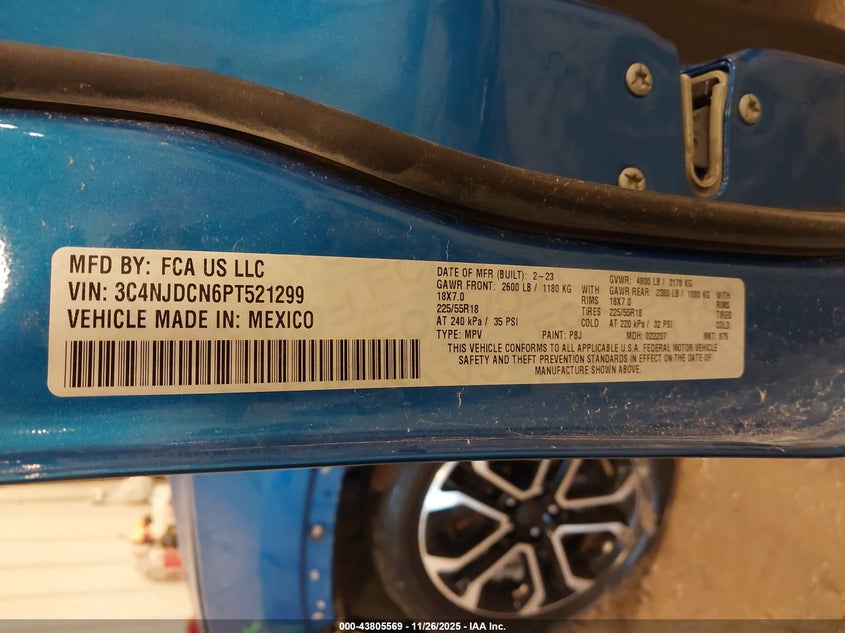 MFD BY: FCA US LLC
VIN: 3C4NJDCN6PT521299
VEHICLE MADE IN: MEXICO
DATE OF MFR (BUILT): 2-23
GAWR FRONT: 2600 LB / 1180 KG WITH
18X7.0 RIMS
225/55R18 TIRES
AT 240 kPa / 35 PSI COLD
GVWR: 4800 LB / 2178 KG
GAWR REAR: 2380 LB / 1080 KG WITH
18X7.0 RIMS
225/55R18 TIRES
AT 220 kPa / 32 PSI COLD
TYPE: MPV PAINT: PBJ MDH: 022207 MKT: 875
THIS VEHICLE CONFORMS TO ALL APPLICABLE U.S.A. FEDERAL MOTOR VEHICLE
SAFETY AND THEFT PREVENTION STANDARDS IN EFFECT ON THE DATE OF
MANUFACTURE SHOWN ABOVE.
000-43805569 - 11/26/2025 - IAA Inc.